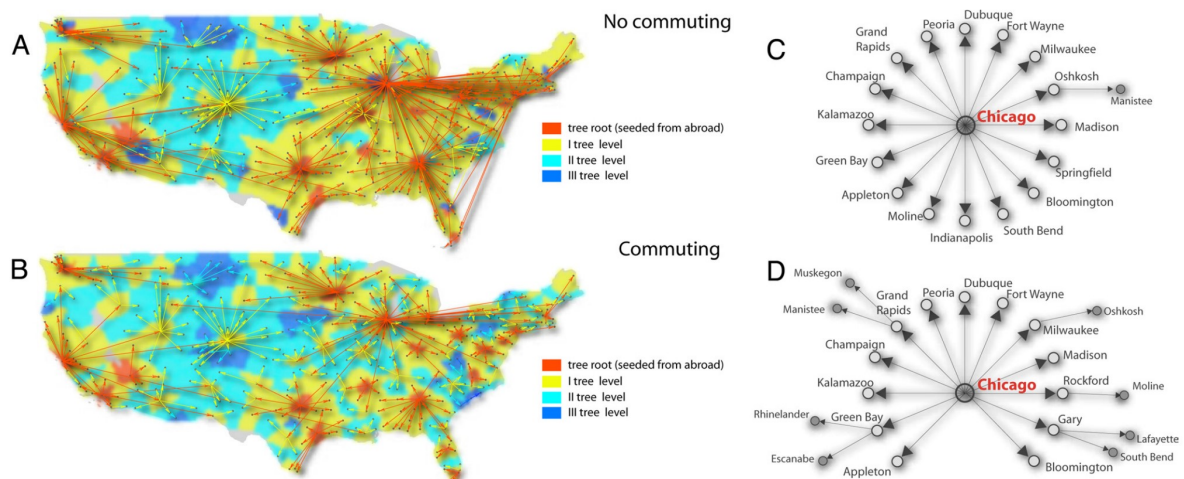 A
No commuting
tree root (seeded from abroad)
I tree level
II tree level
III tree level
B
Commuting
tree root (seeded from abroad)
I tree level
II tree level
III tree level
C
Dubuque
Peoria
Fort Wayne
Grand
Rapids
Milwaukee
Champaign
Oshkosh
Manistee
Kalamazoo
Chicago
Madison
Green Bay
Springfield
Appleton
Bloomington
Moline
South Bend
Indianapolis
D
Muskegon
Dubuque
Peoria
Fort Wayne
Manistee
Grand
Rapids
Oshkosh
Milwaukee
Champaign
Madison
Kalamazoo
Chicago
Rockford
Moline
Rhinelander
Green Bay
Gary
Lafayette
South Bend
Escanabe
Appleton
Bloomington